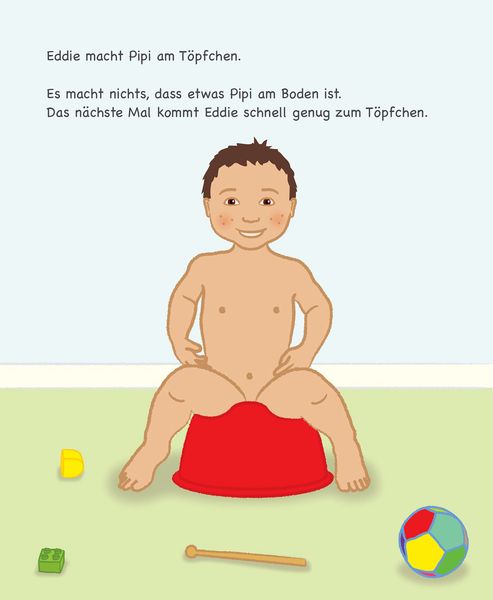 Eddie macht Pipi am Töpfchen.
Es macht nichts, dass etwas Pipi am Boden ist.
Das nächste Mal kommt Eddie schnell genug zum Töpfchen.